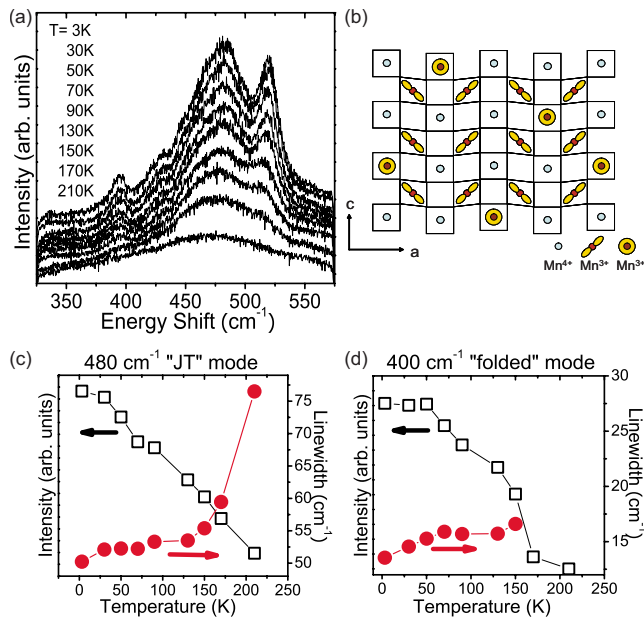 (a)
T= 3K
30K
50K
70K
90K
130K
150K
170K
210K
Intensity (arb. units)
350 400 450 500 550
Energy Shift (cm⁻¹)
(b)
c
a
Mn⁴⁺ Mn³⁺ Mn³⁺
(c) 480 cm⁻¹ "JT" mode
Intensity (arb. units)
75
70
65
60
55
50
Linewidth (cm⁻¹)
0 50 100 150 200 250
Temperature (K)
(d) 400 cm⁻¹ "folded" mode
Intensity (arb. units)
30
25
20
15
Linewidth (cm⁻¹)
0 50 100 150 200 250
Temperature (K)